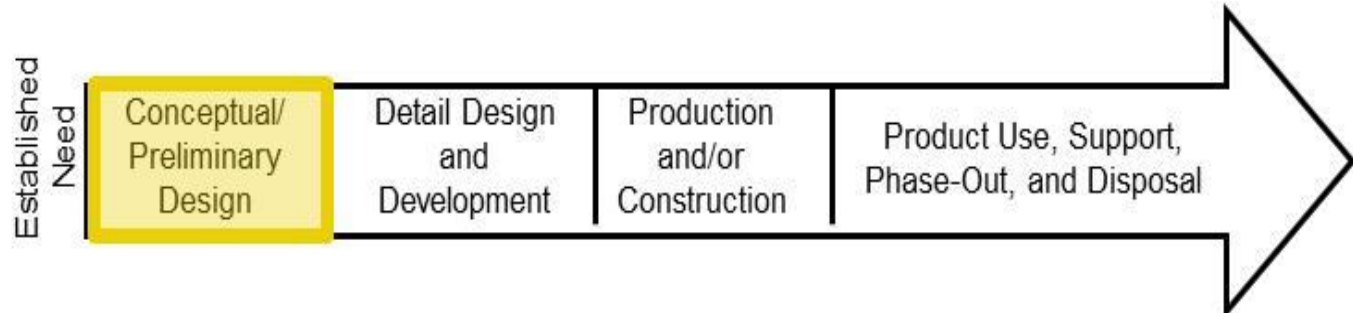 Established
Need
Conceptual/
Preliminary
Design
Detail Design
and
Development
Production
and/or
Construction
Product Use, Support,
Phase-Out, and Disposal